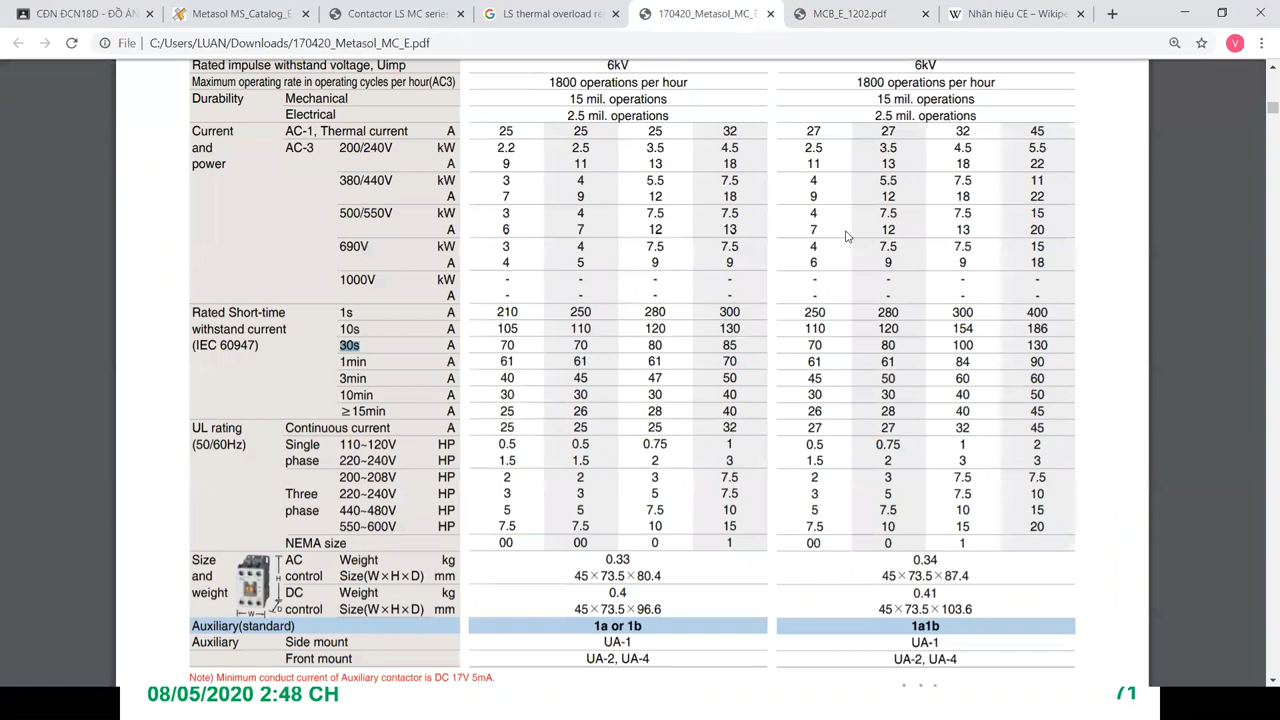 CĐN ĐCN18D - ĐỒ ÁN
Metasol MS_Catalog_E
Contactor LS MC series
LS thermal overload re
170420_Metasol_MC_E
MCB_E_1202.pdf
Nhãn hiệu CE – Wikipe
File C:/Users/LUAN/Downloads/170420_Metasol_MC_E.pdf
V
Rated impulse withstand voltage, Uimp 6kV 6kV
Maximum operating rate in operating cycles per hour(AC3) 1800 operations per hour 1800 operations per hour
Durability Mechanical 15 mil. operations 15 mil. operations
Electrical 2.5 mil. operations 2.5 mil. operations
Current AC-1, Thermal current A 25 25 25 32 27 27 32 45
and AC-3 200/240V kW 2.2 2.5 3.5 4.5 2.5 3.5 4.5 5.5
power A 9 11 13 18 11 13 18 22
380/440V kW 3 4 5.5 7.5 4 5.5 7.5 11
A 7 9 12 18 9 12 18 22
500/550V kW 3 4 7.5 7.5 4 7.5 7.5 15
A 6 7 12 13 7 12 13 20
690V kW 3 4 7.5 7.5 4 7.5 7.5 15
A 4 5 9 9 6 9 9 18
1000V kW - - - - - - - -
A - - - - - - - -
Rated Short-time 1s A 210 250 280 300 250 280 300 400
withstand current 10s A 105 110 120 130 110 120 154 186
(IEC 60947) 30s A 70 70 80 85 70 80 100 130
1min A 61 61 61 70 61 61 84 90
3min A 40 45 47 50 45 50 60 60
10min A 30 30 30 40 30 30 40 50
≥15min A 25 26 28 40 26 28 40 45
UL rating Continuous current A 25 25 25 32 27 27 32 45
(50/60Hz) Single 110~120V HP 0.5 0.5 0.75 1 0.5 0.75 1 2
phase 220~240V HP 1.5 1.5 2 3 1.5 2 3 3
200~208V HP 2 2 3 7.5 2 3 7.5 7.5
Three 220~240V HP 3 3 5 7.5 3 5 7.5 10
phase 440~480V HP 5 5 7.5 10 5 7.5 10 15
550~600V HP 7.5 7.5 10 15 7.5 10 15 20
NEMA size 00 00 0 1 00 0 1
Size AC Weight kg 0.33 0.34
and control Size(W×H×D) mm 45×73.5×80.4 45×73.5×87.4
weight DC Weight kg 0.4 0.41
control Size(W×H×D) mm 45×73.5×96.6 45×73.5×103.6
H
W
D
Auxiliary(standard) 1a or 1b 1a1b
Auxiliary Side mount UA-1 UA-1
Front mount UA-2, UA-4 UA-2, UA-4
Note) Minimum conduct current of Auxiliary contactor is DC 17V 5mA.
08/05/2020 2:48 CH 71